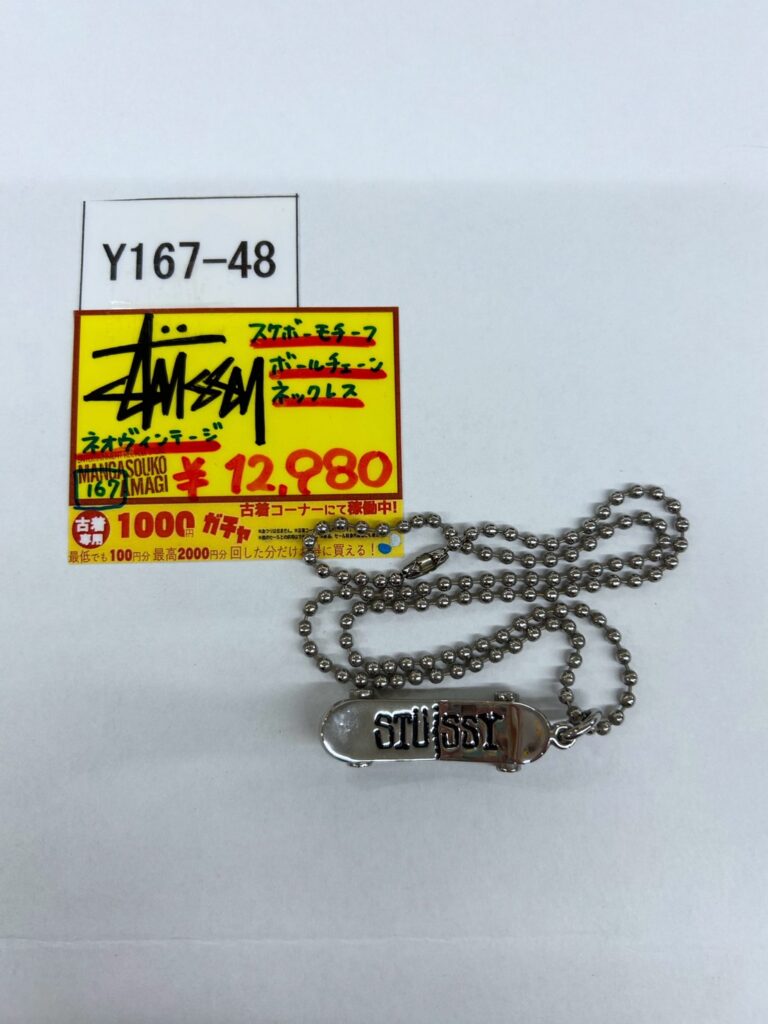 Y167-48
STÜSSY
スケボーモチーフ
ボールチェーン
ネックレス
ネオヴィンテージ
MANGASOUKO
167
IMAGI
¥12,980
古着コーナーにて稼働中!
古着専用
1000円ガチャ
最低でも100円分 最高2000円分 回した分だけお得に買える!
STUSSY